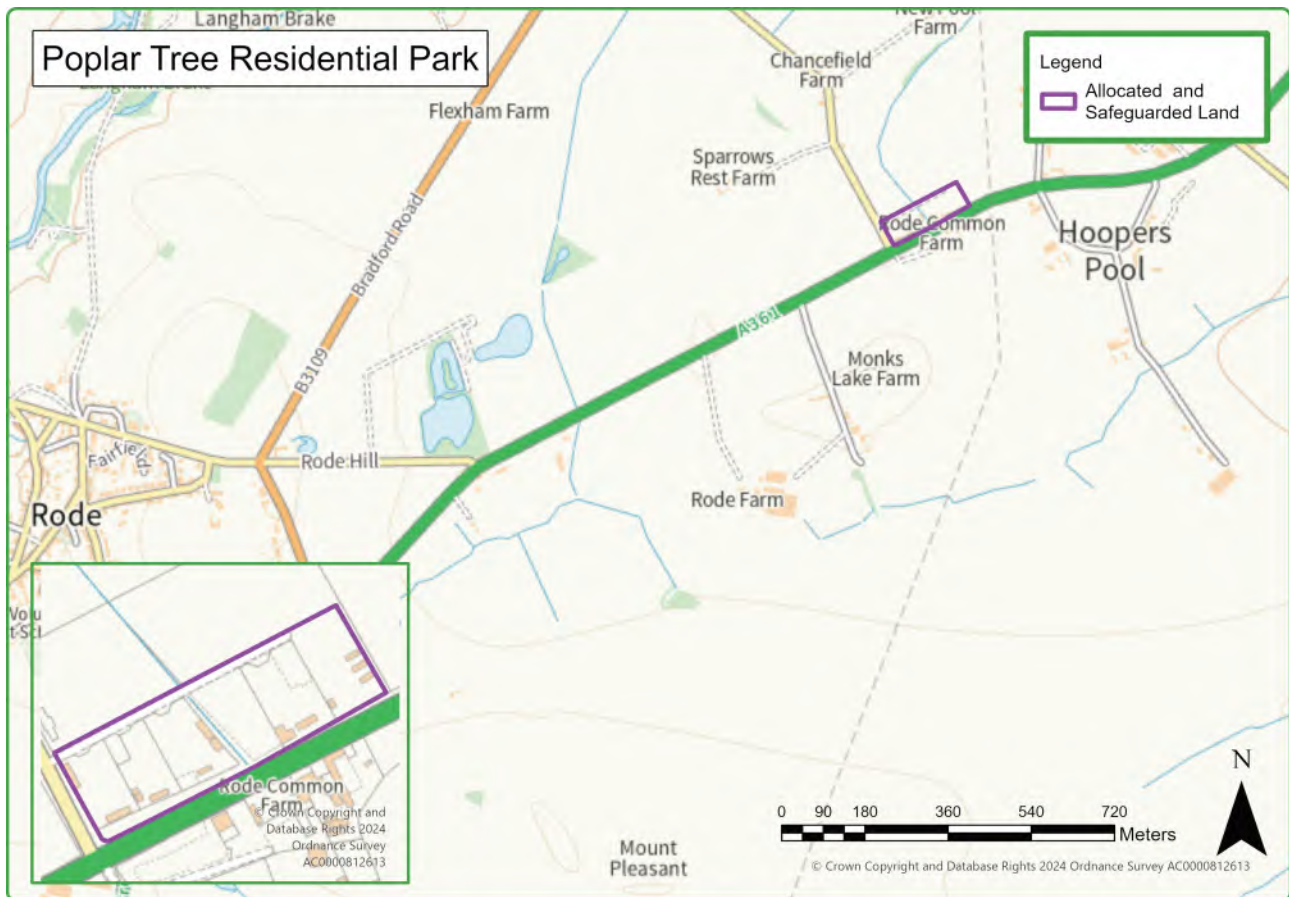 Langham Brake
Poplar Tree Residential Park
Langham Brake
Flexham Farm
Farm
Chancefield
Farm
Legend
Allocated and
Safeguarded Land
Sparrows
Rest Farm
Rode Common
Farm
Hoopers
Pool
Bradford Road
B3109
A361
Monks
Lake Farm
Fairfield
Rode Hill
Rode
Rode Farm
Rode Common
Farm
© Crown Copyright and
Database Rights 2024
Ordnance Survey
AC0000812613
Mount
Pleasant
N
0 90 180 360 540 720
Meters
© Crown Copyright and Database Rights 2024 Ordnance Survey AC0000812613